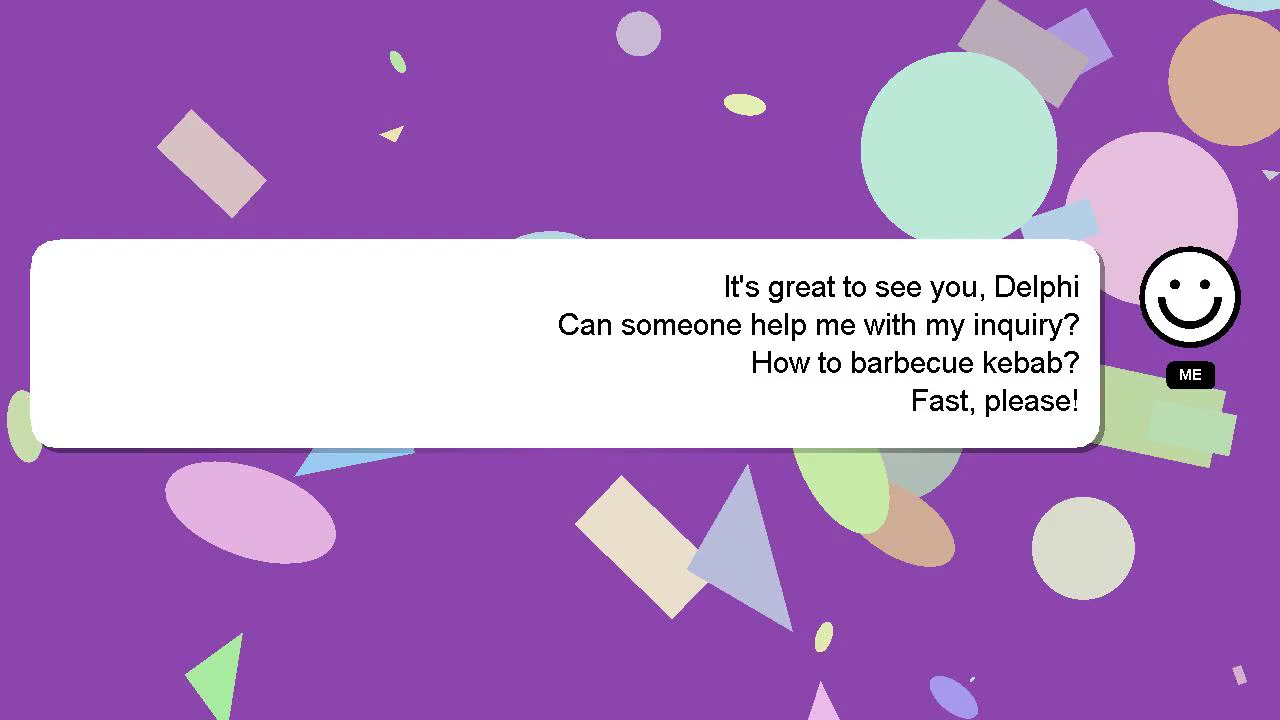 It's great to see you, Delphi
Can someone help me with my inquiry?
How to barbecue kebab?
Fast, please!
ME